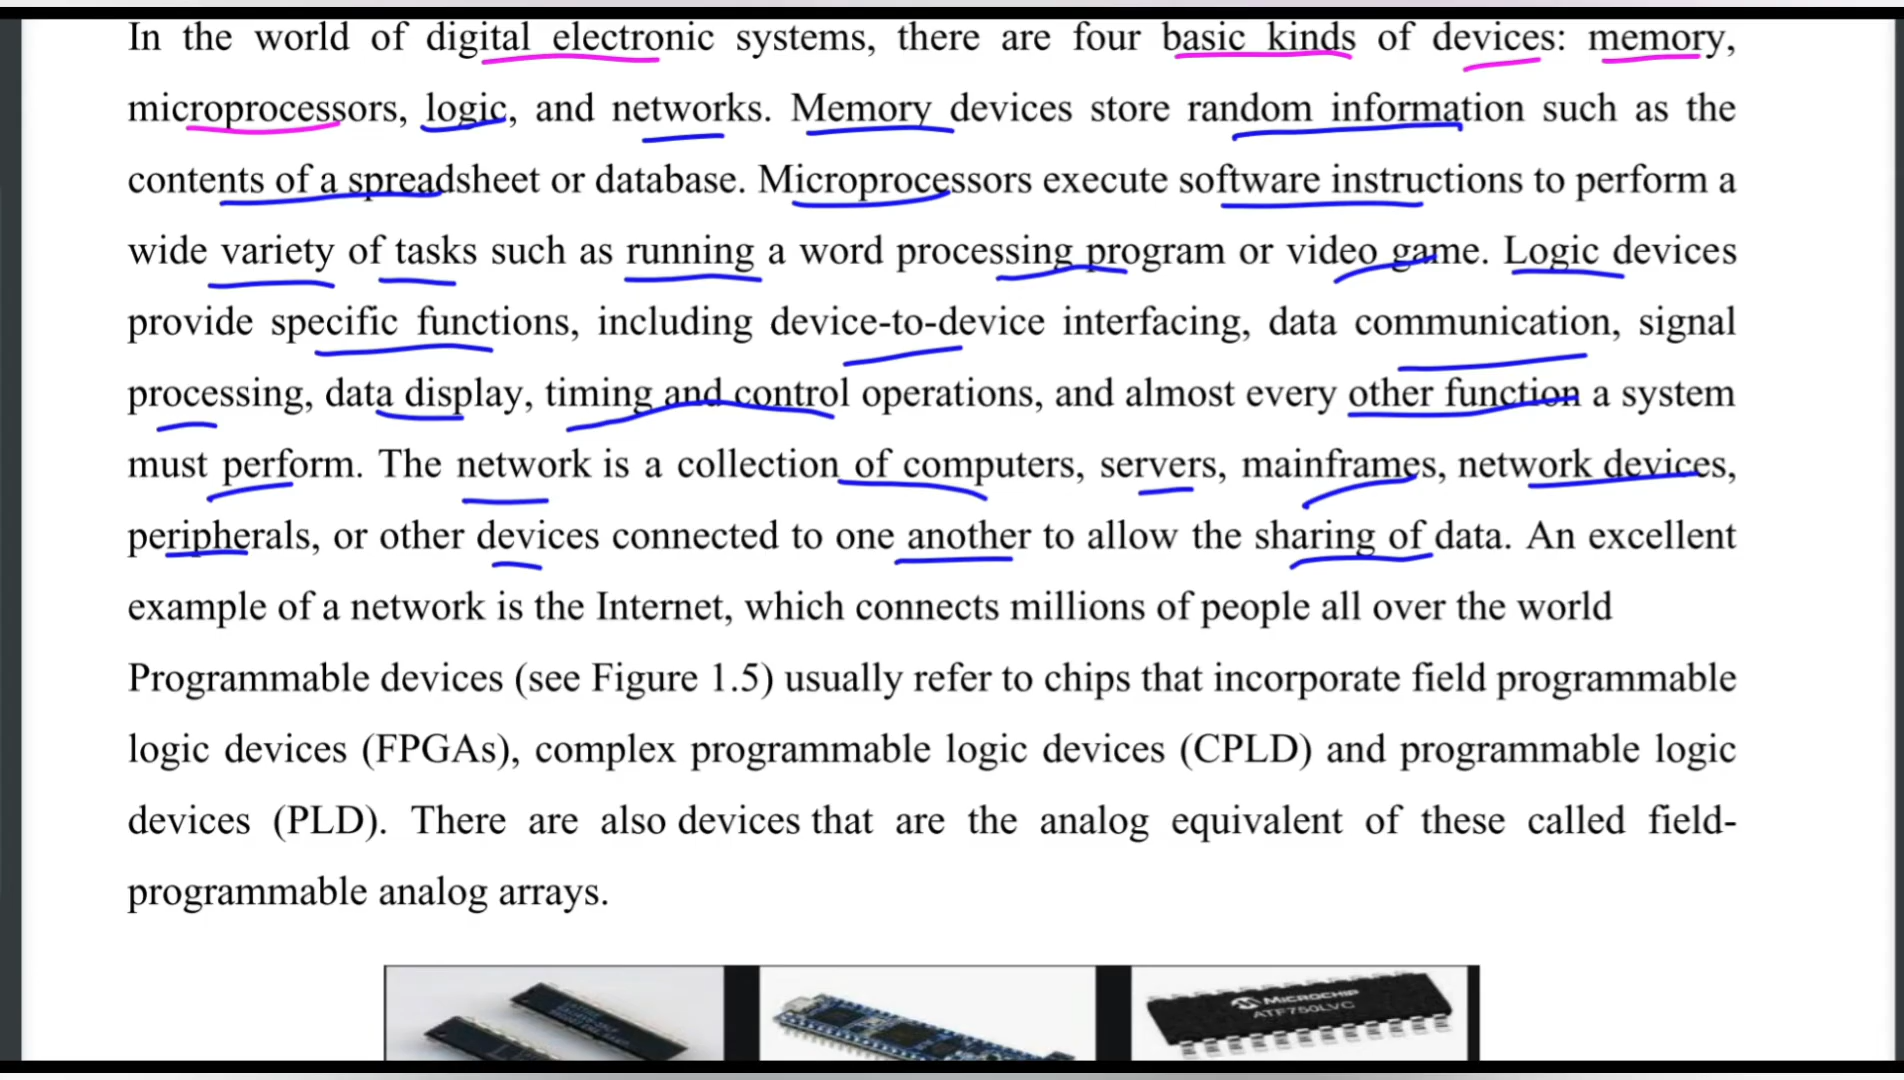 In the world of digital electronic systems, there are four basic kinds of devices: memory,
microprocessors, logic, and networks. Memory devices store random information such as the
contents of a spreadsheet or database. Microprocessors execute software instructions to perform a
wide variety of tasks such as running a word processing program or video game. Logic devices
provide specific functions, including device-to-device interfacing, data communication, signal
processing, data display, timing and control operations, and almost every other function a system
must perform. The network is a collection of computers, servers, mainframes, network devices,
peripherals, or other devices connected to one another to allow the sharing of data. An excellent
example of a network is the Internet, which connects millions of people all over the world
Programmable devices (see Figure 1.5) usually refer to chips that incorporate field programmable
logic devices (FPGAs), complex programmable logic devices (CPLD) and programmable logic
devices (PLD). There are also devices that are the analog equivalent of these called field-
programmable analog arrays.
MICROCHIP
ATF750LVC